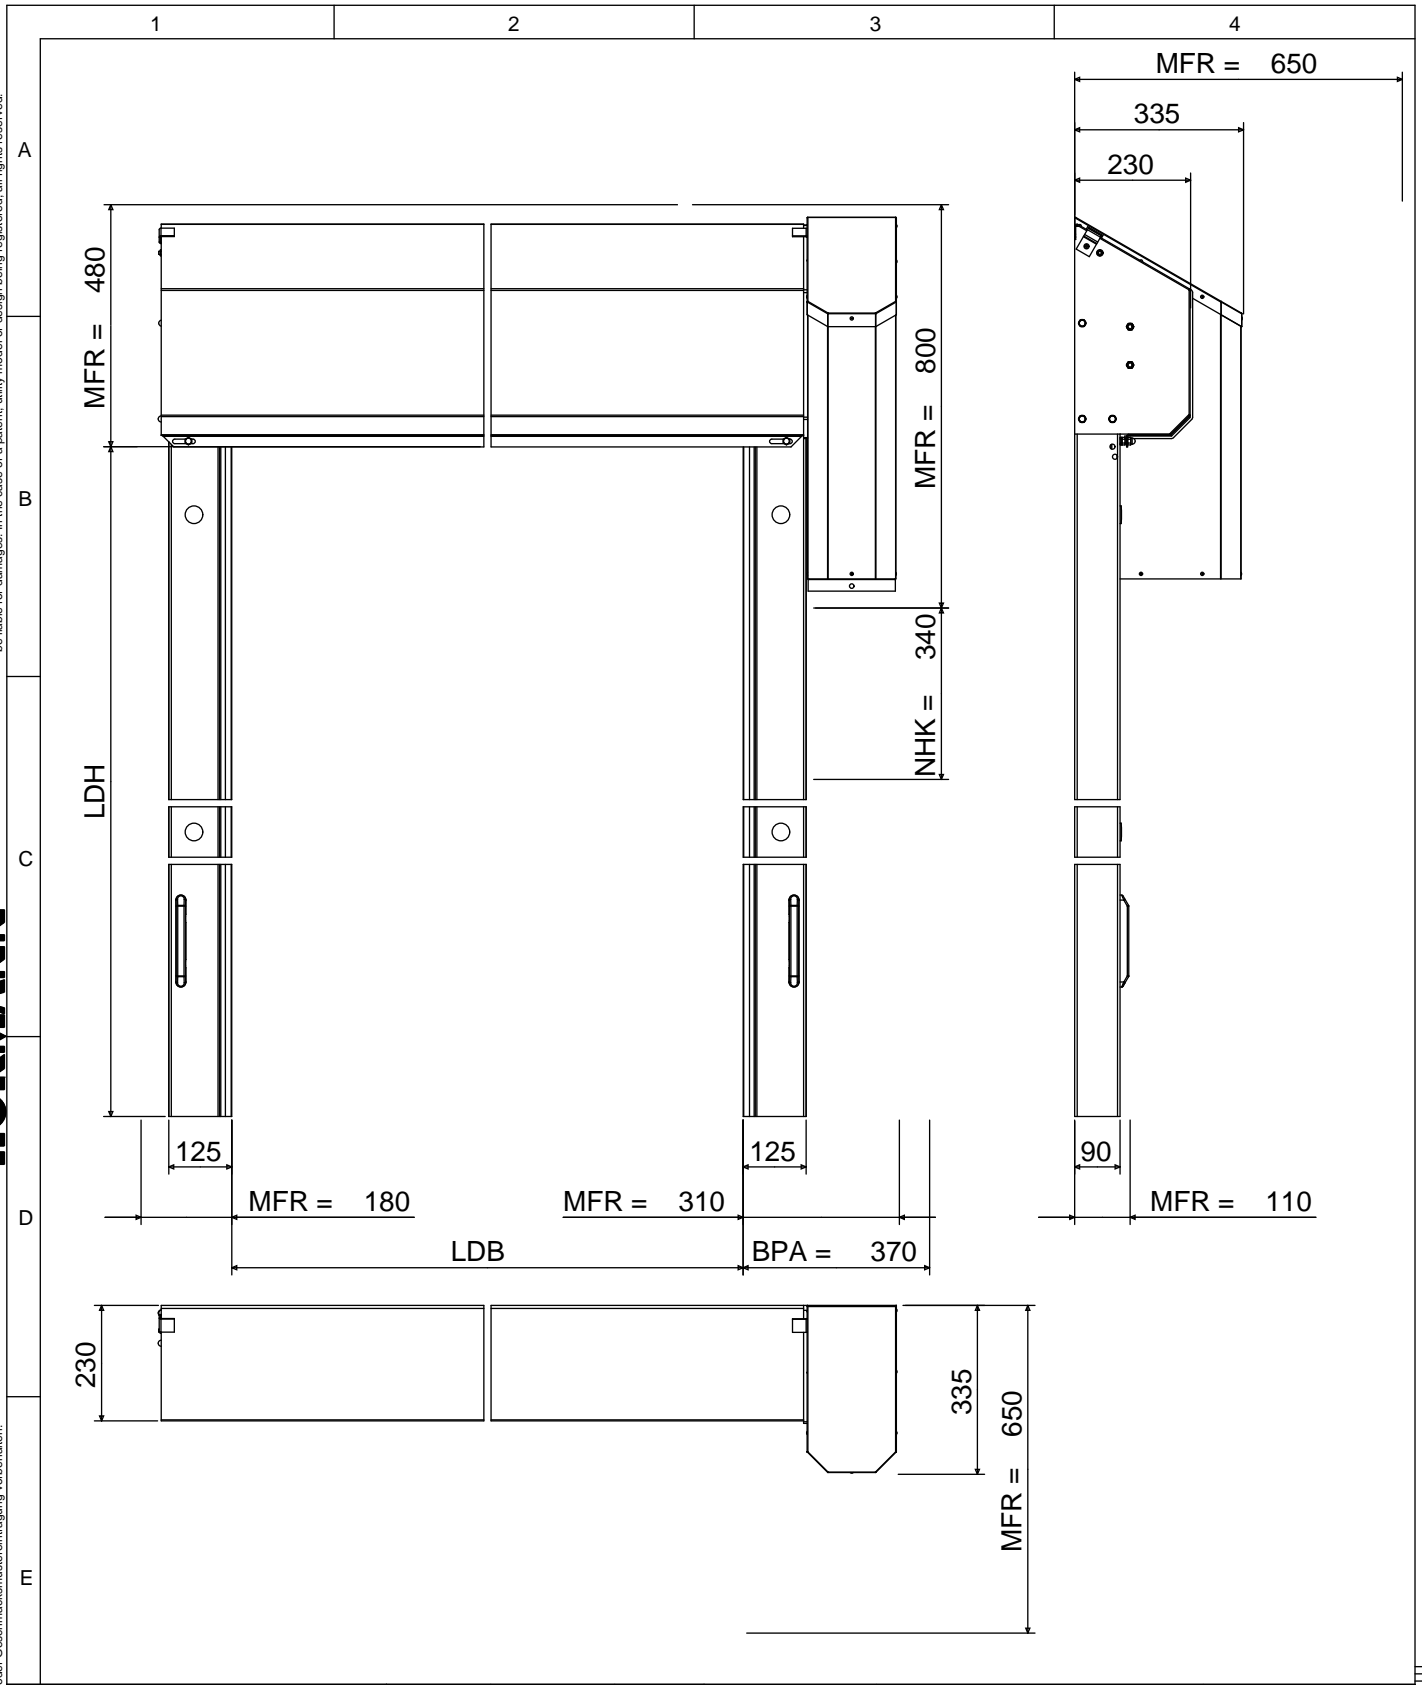 1
2
3
4
MFR = 650
335
230
A
MFR = 480
MFR = 800
B
NHK = 340
LDH
C
125
125
90
MFR = 180
MFR = 310
MFR = 110
D
LDB
BPA = 370
230
335
MFR = 650
E